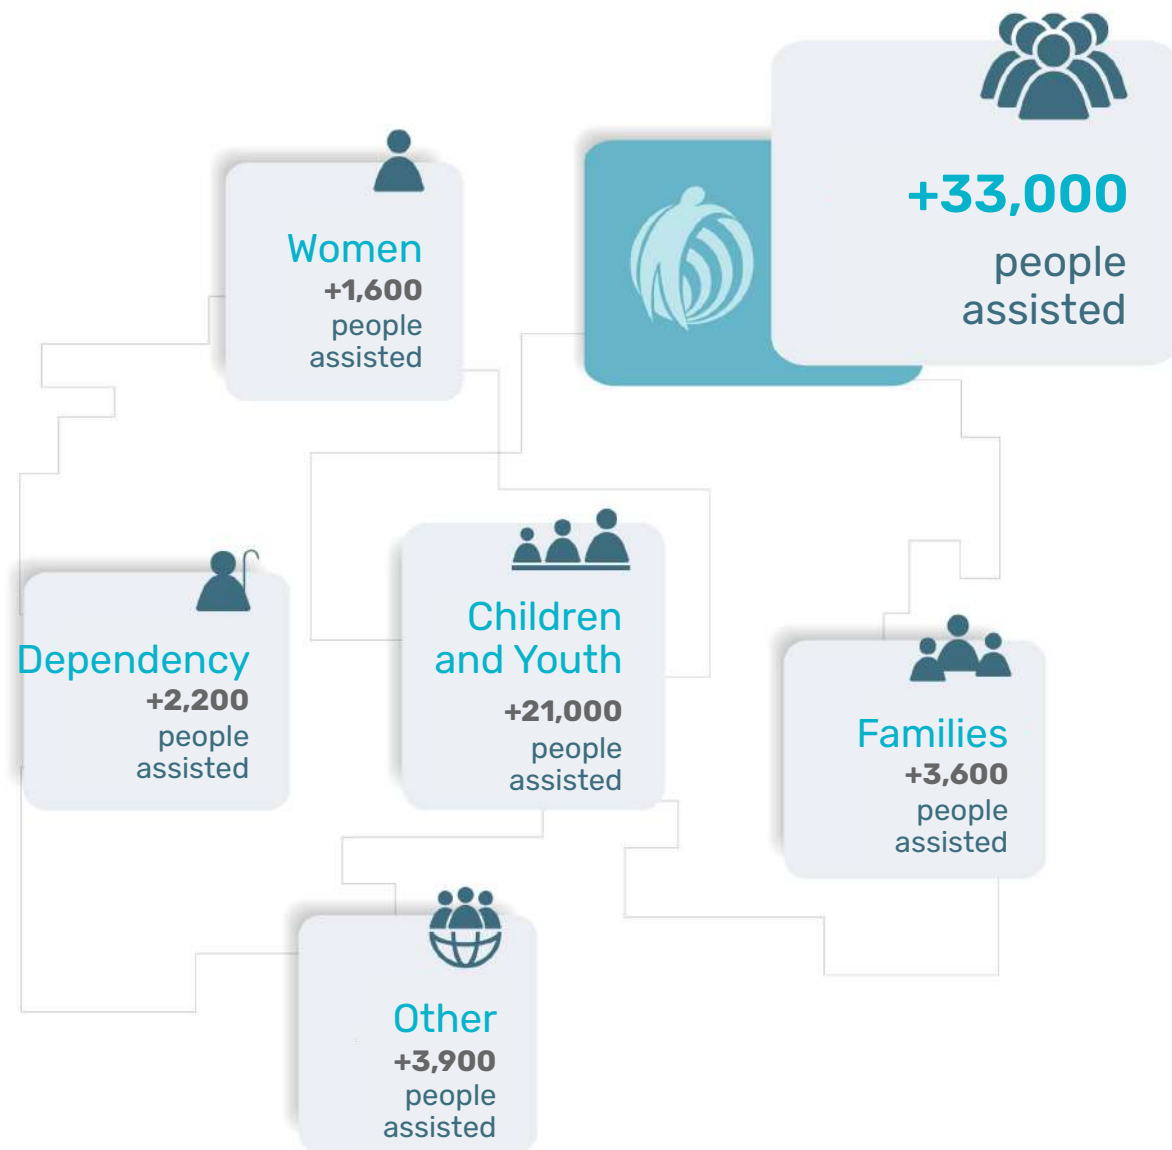 +33,000
people
assisted
Women
+1,600
people
assisted
Dependency
+2,200
people
assisted
Children
and Youth
+21,000
people
assisted
Families
+3,600
people
assisted
Other
+3,900
people
assisted